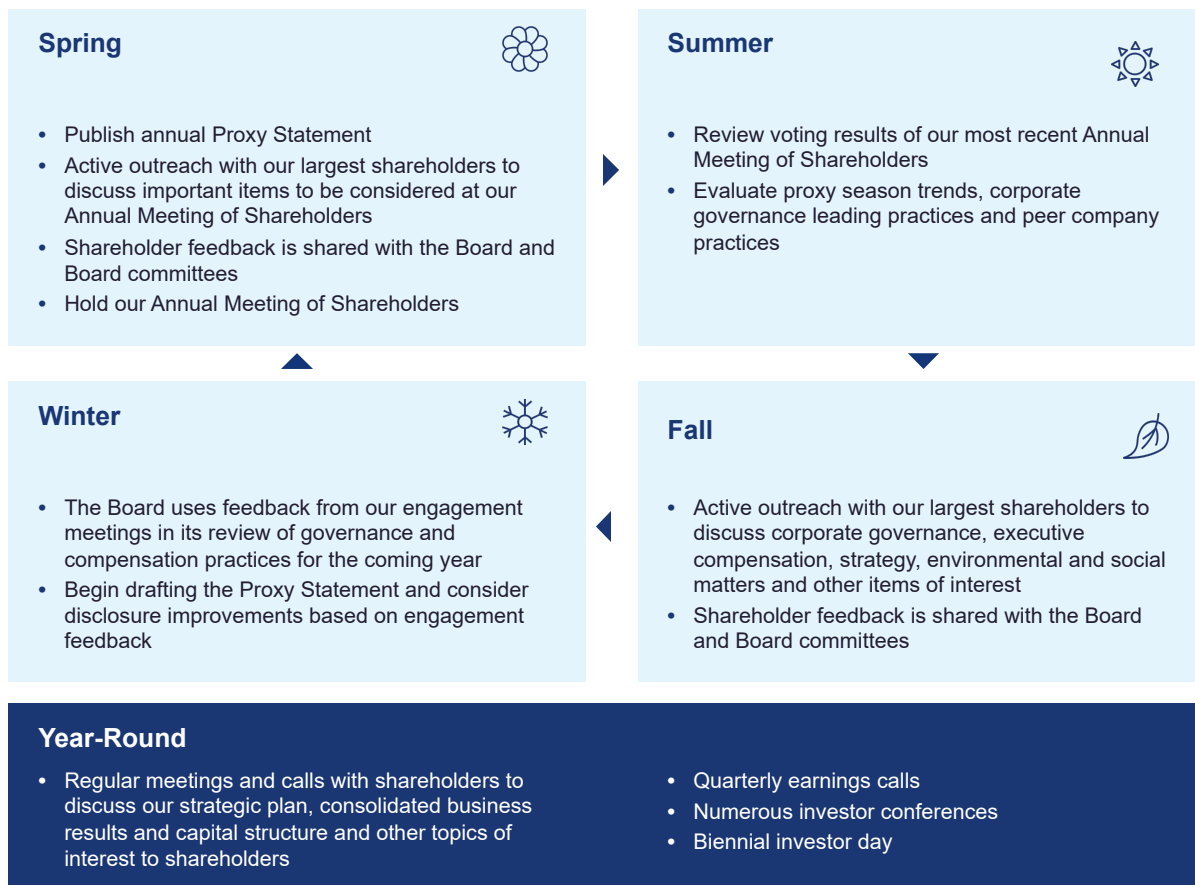 Spring
• Publish annual Proxy Statement
• Active outreach with our largest shareholders to
discuss important items to be considered at our
Annual Meeting of Shareholders
• Shareholder feedback is shared with the Board and
Board committees
• Hold our Annual Meeting of Shareholders
Summer
• Review voting results of our most recent Annual
Meeting of Shareholders
• Evaluate proxy season trends, corporate
governance leading practices and peer company
practices
Winter
• The Board uses feedback from our engagement
meetings in its review of governance and
compensation practices for the coming year
• Begin drafting the Proxy Statement and consider
disclosure improvements based on engagement
feedback
Fall
• Active outreach with our largest shareholders to
discuss corporate governance, executive
compensation, strategy, environmental and social
matters and other items of interest
• Shareholder feedback is shared with the Board
and Board committees
Year-Round
• Regular meetings and calls with shareholders to
discuss our strategic plan, consolidated business
results and capital structure and other topics of
interest to shareholders
• Quarterly earnings calls
• Numerous investor conferences
• Biennial investor day